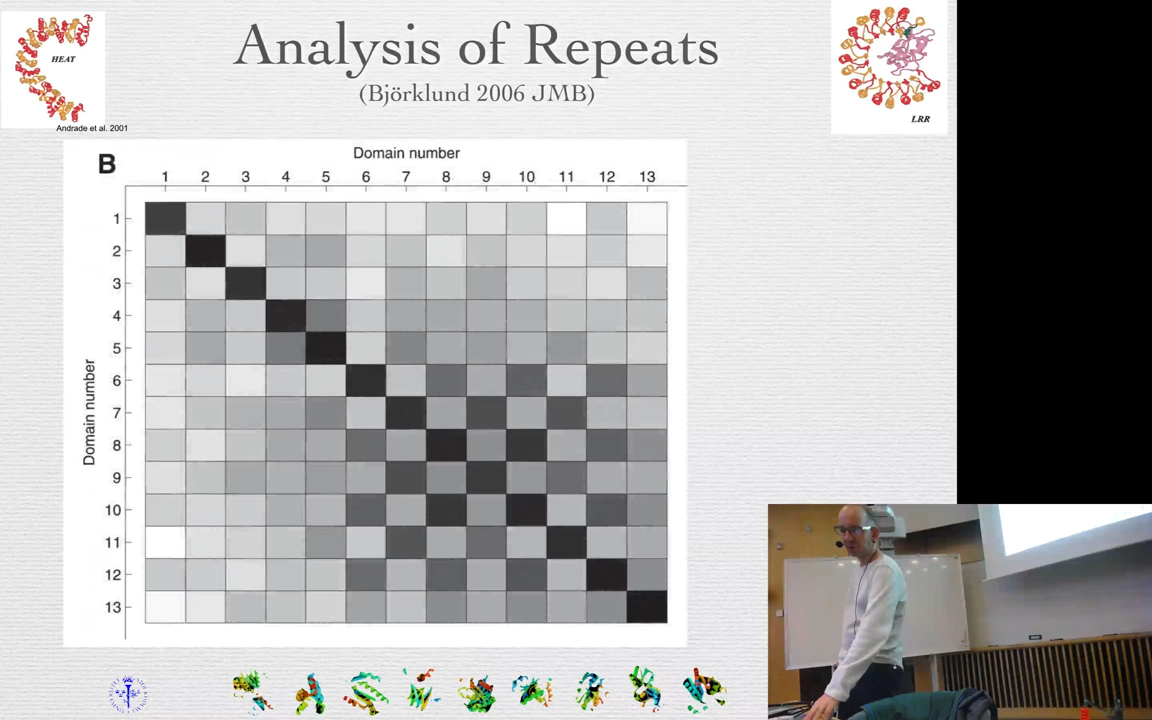 Analysis of Repeats
(Björklund 2006 JMB)
HEAT
Andrade et al. 2001
LRR
B
Domain number
1 2 3 4 5 6 7 8 9 10 11 12 13
Domain number
1
2
3
4
5
6
7
8
9
10
11
12
13